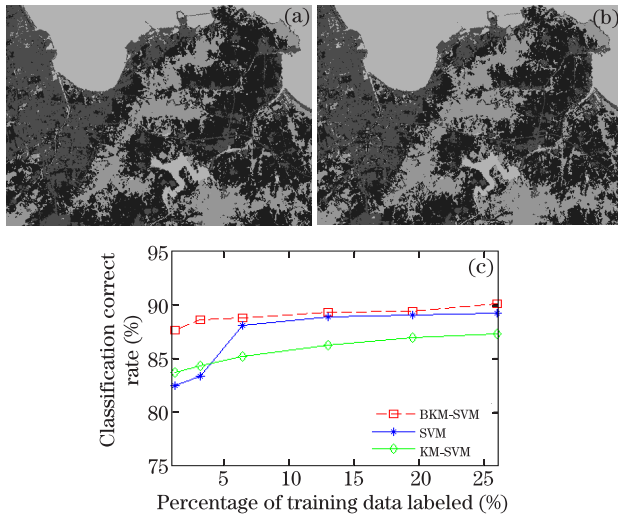 (a)
(b)
(c)
95
90
85
80
75
Classification correct
rate (%)
BKM-SVM
SVM
KM-SVM
5 10 15 20 25
Percentage of training data labeled (%)